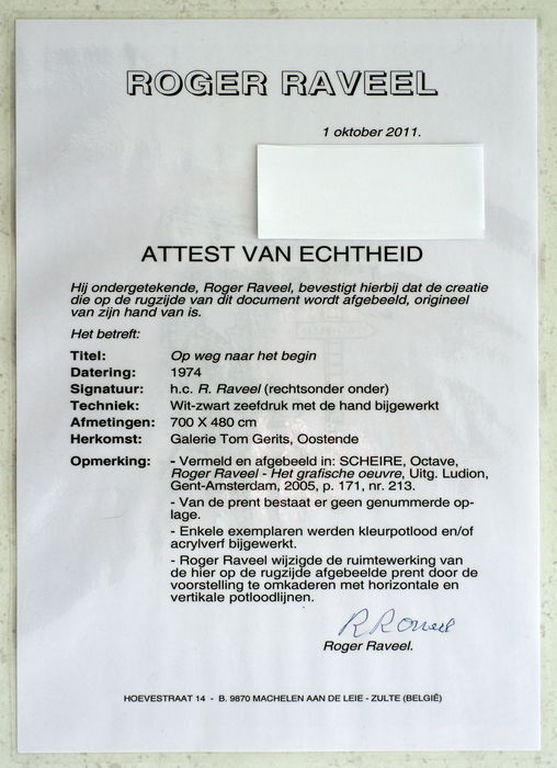 ROGER RAVEEL
1 oktober 2011.
ATTEST VAN ECHTHEID
Hij ondergetekende, Roger Raveel, bevestigt hierbij dat de creatie
die op de rugzijde van dit document wordt afgebeeld, origineel
van zijn hand van is.
Het betreft:
Titel: Op weg naar het begin
Datering: 1974
Signatuur: h.c. R. Raveel (rechtsonder onder)
Techniek: Wit-zwart zeefdruk met de hand bijgewerkt
Afmetingen: 700 X 480 cm
Herkomst: Galerie Tom Gerits, Oostende
Opmerking: - Vermeld en afgebeeld in: SCHEIRE, Octave,
Roger Raveel - Het grafische oeuvre, Uitg. Ludion,
Gent-Amsterdam, 2005, p. 171, nr. 213.
- Van de prent bestaat er geen genummerde op-
lage.
- Enkele exemplaren werden kleurpotlood en/of
acrylverf bijgewerkt.
- Roger Raveel wijzigde de ruimtewerking van
de hier op de rugzijde afgebeelde prent door de
voorstelling te omkaderen met horizontale en
vertikale potloodlijnen.
R Raveel
Roger Raveel.
HOEVESTRAAT 14 - B. 9870 MACHELEN AAN DE LEIE - ZULTE (BELGIË)